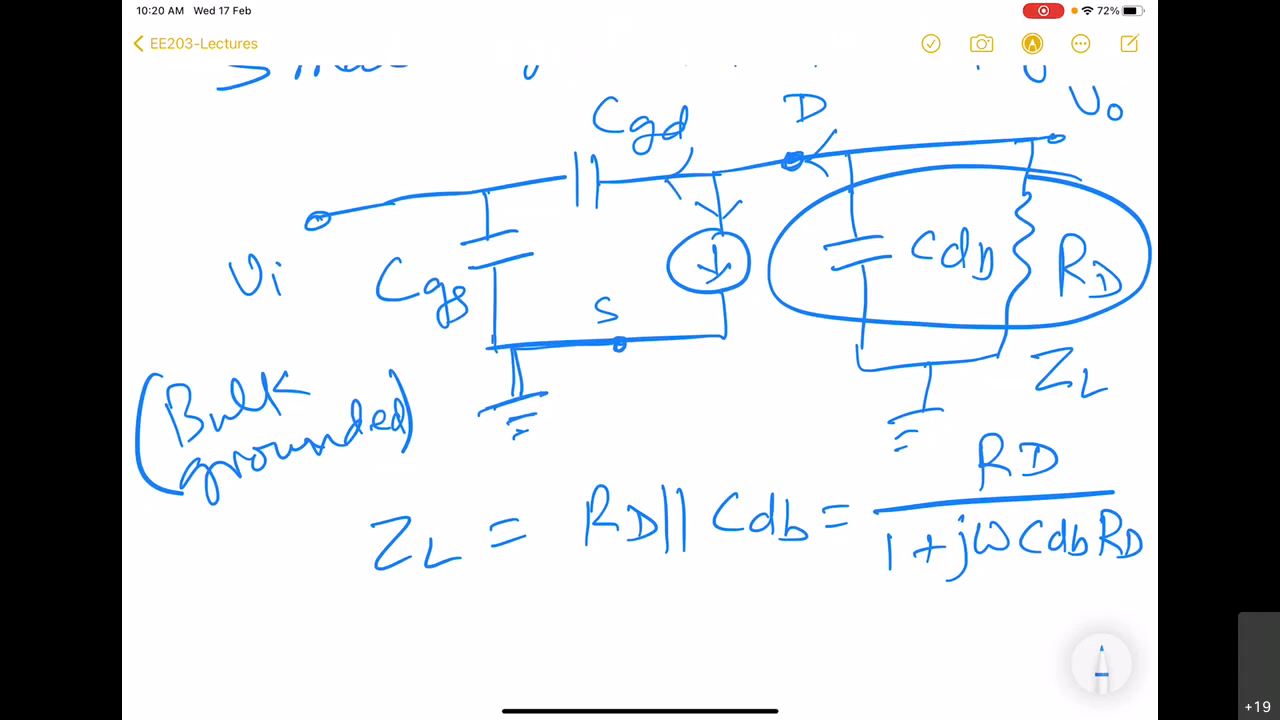 10:20 AM Wed 17 Feb
72%
EE203-Lectures
Vo
D
Cgd
Vi
Cgs
S
Cdb
RD
ZL
(Bulk
grounded)
ZL = RD||Cdb = RD / 1+jωCdbRD
+19